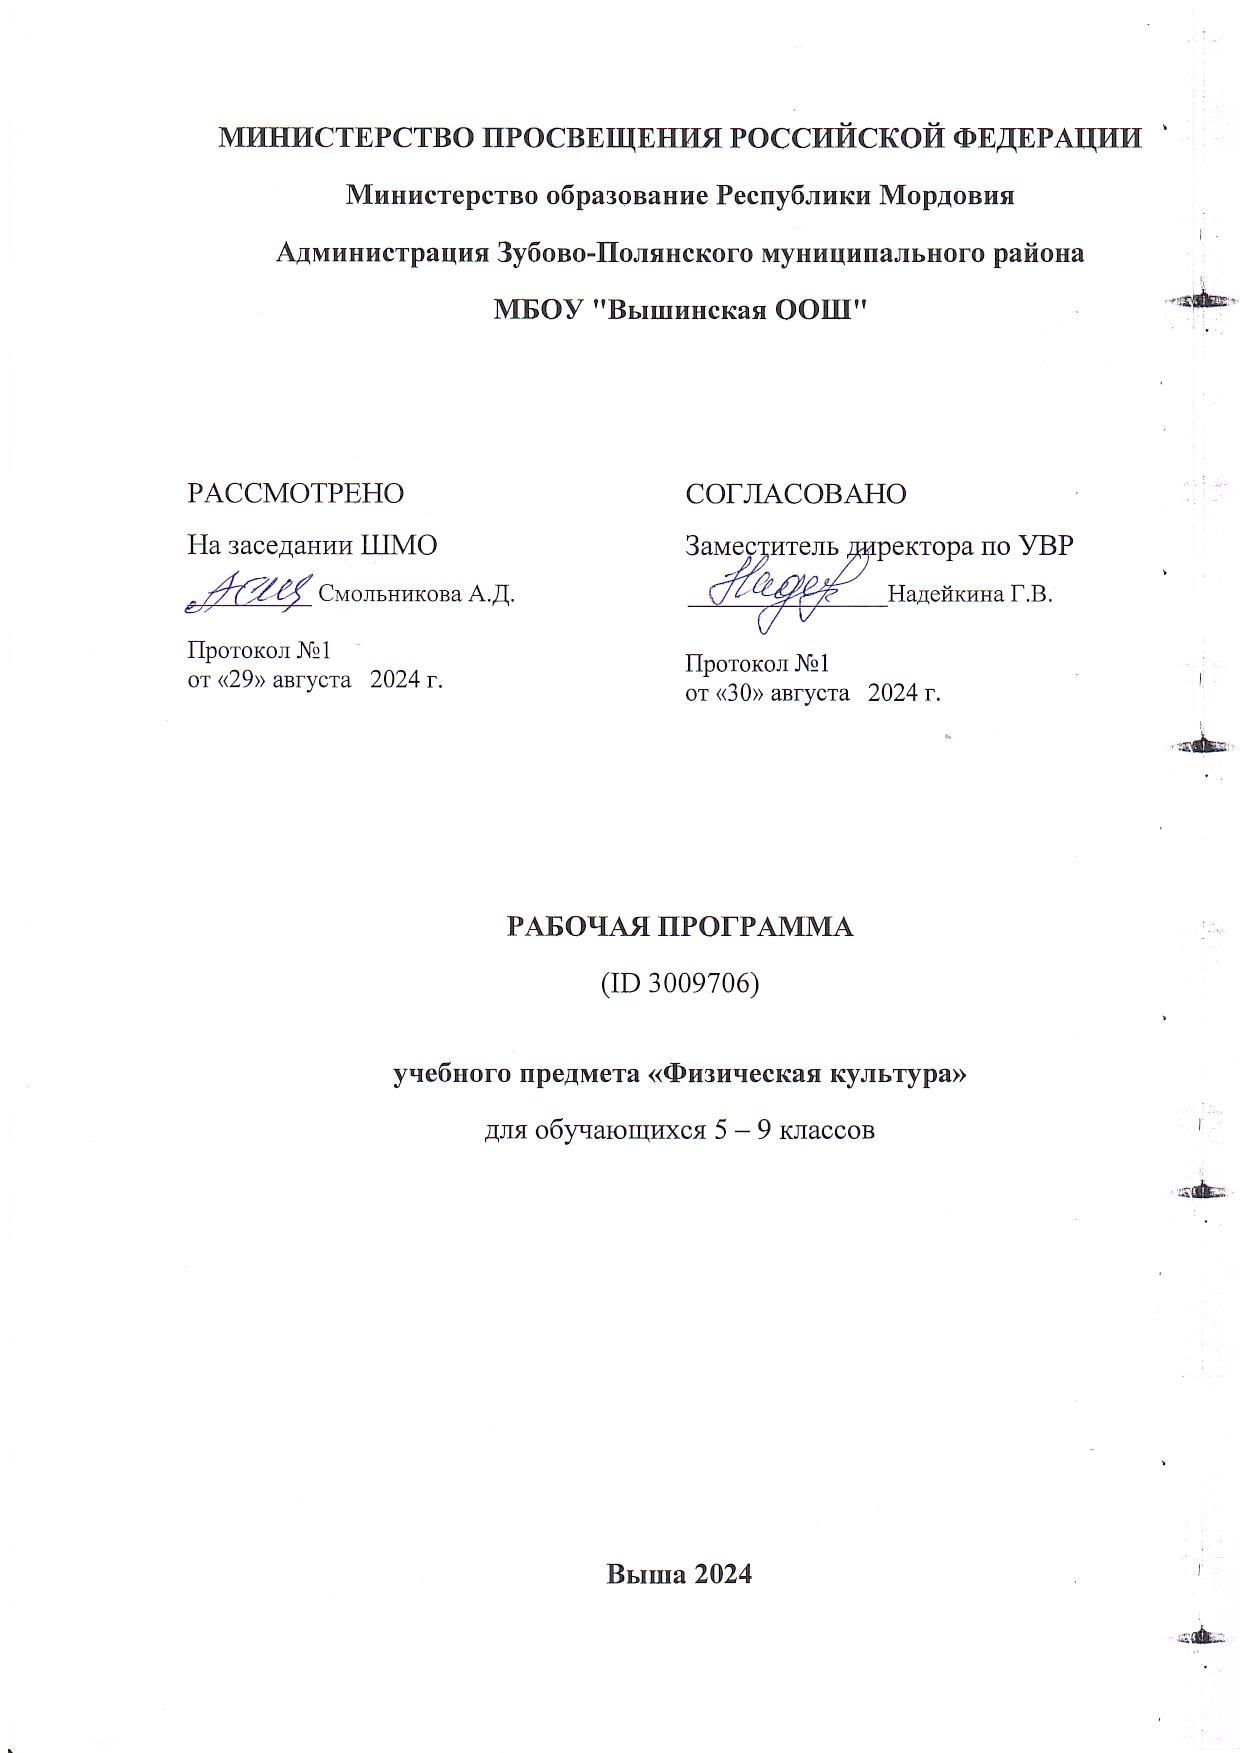 МИНИСТЕРСТВО ПРОСВЕЩЕНИЯ РОССИЙСКОЙ ФЕДЕРАЦИИ
Министерство образование Республики Мордовия
Администрация Зубово-Полянского муниципального района
МБОУ "Вышинская ООШ"
РАССМОТРЕНО
На заседании ШМО
Смольникова А.Д.
Протокол №1
от «29» августа 2024 г.
СОГЛАСОВАНО
Заместитель директора по УВР
Надейкина Г.В.
Протокол №1
от «30» августа 2024 г.
РАБОЧАЯ ПРОГРАММА
(ID 3009706)
учебного предмета «Физическая культура»
для обучающихся 5 – 9 классов
Выша 2024